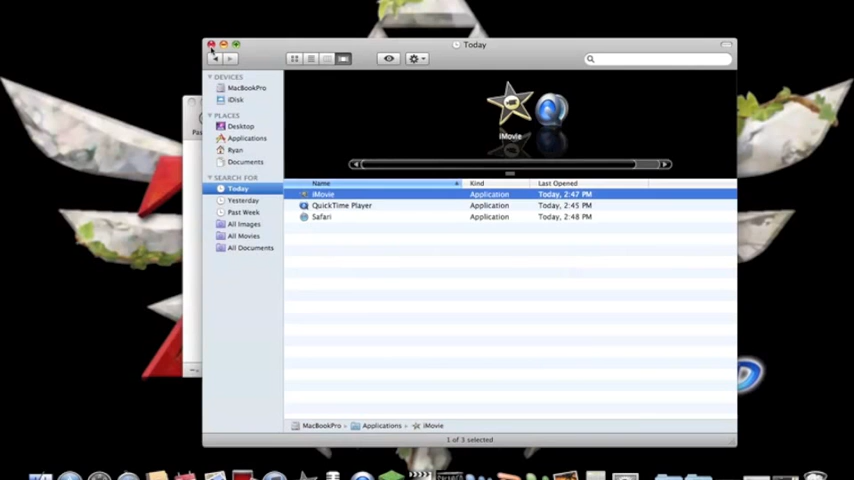 Today
DEVICES
MacBookPro
iDisk
PLACES
Desktop
Applications
Ryan
Documents
SEARCH FOR
Today
Yesterday
Past Week
All Images
All Movies
All Documents
iMovie
Name Kind Last Opened
iMovie Application Today, 2:47 PM
QuickTime Player Application Today, 2:45 PM
Safari Application Today, 2:48 PM
MacBookPro Applications iMovie
1 of 3 selected